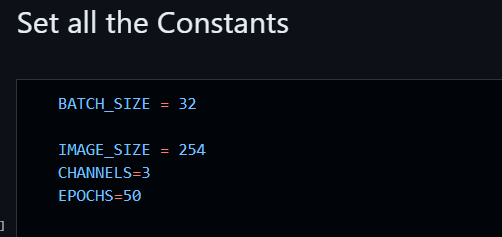 Set all the Constants
BATCH_SIZE = 32
IMAGE_SIZE = 254
CHANNELS=3
EPOCHS=50
]